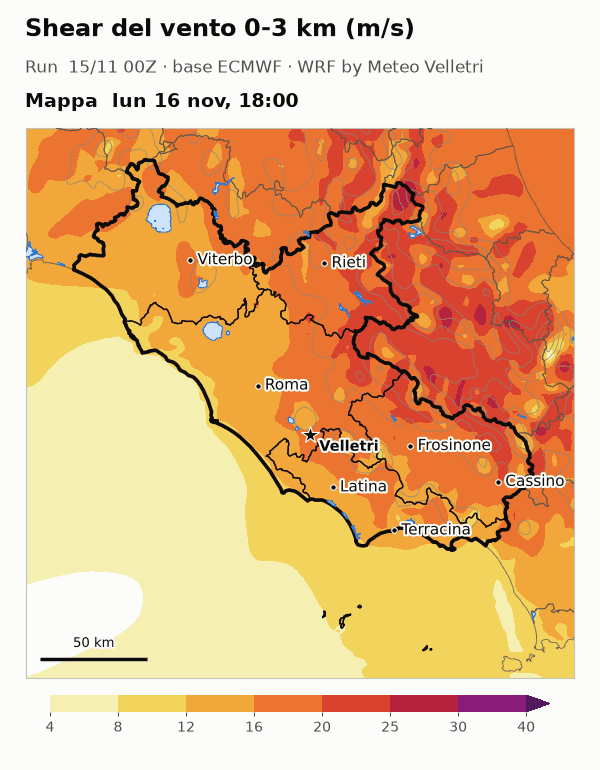 Shear del vento 0-3 km (m/s)
Run  15/11 00Z · base ECMWF · WRF by Meteo Velletri
Mappa  lun 16 nov, 18:00
Viterbo
Rieti
Roma
Velletri
Frosinone
Cassino
Latina
Terracina
50 km
4 8 12 16 20 25 30 40